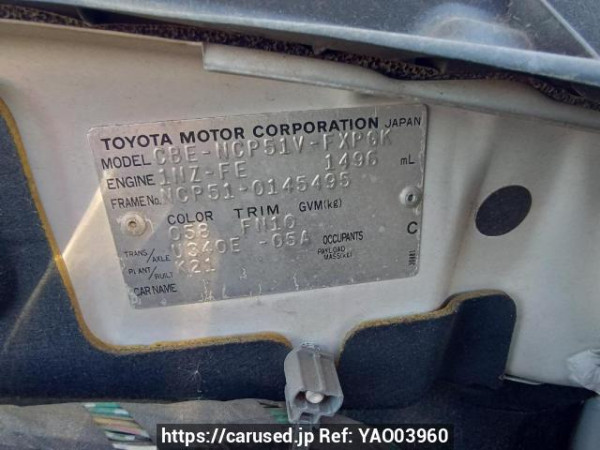 TOYOTA MOTOR CORPORATION JAPAN
MODEL CBE-NCP51V-FXPGK
ENGINE 1NZ-FE 1496 mL
FRAME No. NCP51-0145495
COLOR TRIM GVM(kg)
058 FN10
TRANS/AXLE U340E -05A OCCUPANTS
PLANT/BUILT K21 PAYLOAD MASS(kg)
C
CAR NAME
https://carused.jp Ref: YA003960